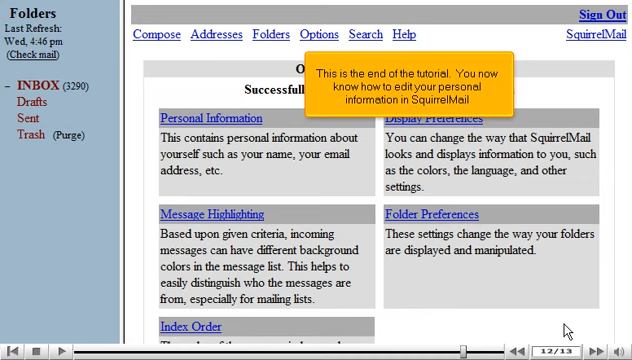 Folders
Last Refresh:
Wed, 4:46 pm
(Check mail)
– INBOX (3290)
Drafts
Sent
Trash (Purge)
Sign Out
Compose Addresses Folders Options Search Help SquirrelMail
This is the end of the tutorial. You now
know how to edit your personal
information in SquirrelMail
Personal Information
This contains personal information about
yourself such as your name, your email
address, etc.
Display Preferences
You can change the way that SquirrelMail
looks and displays information to you, such
as the colors, the language, and other
settings.
Message Highlighting
Based upon given criteria, incoming
messages can have different background
colors in the message list. This helps to
easily distinguish who the messages are
from, especially for mailing lists.
Folder Preferences
These settings change the way your folders
are displayed and manipulated.
Index Order
12/13